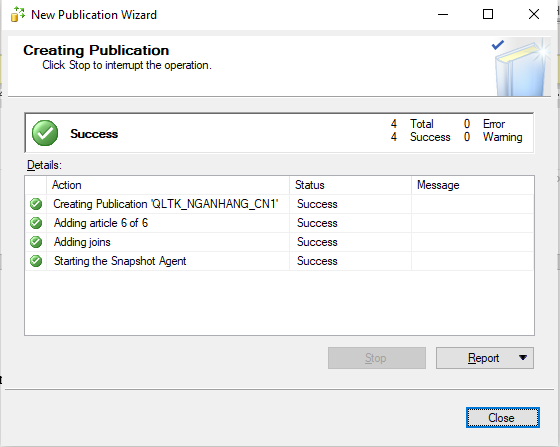 New Publication Wizard
Creating Publication
Click Stop to interrupt the operation.
Success
4 Total 0 Error
4 Success 0 Warning
Details:
Action Status Message
Creating Publication 'QLTK_NGANHANG_CN1' Success
Adding article 6 of 6 Success
Adding joins Success
Starting the Snapshot Agent Success
Stop Report
Close